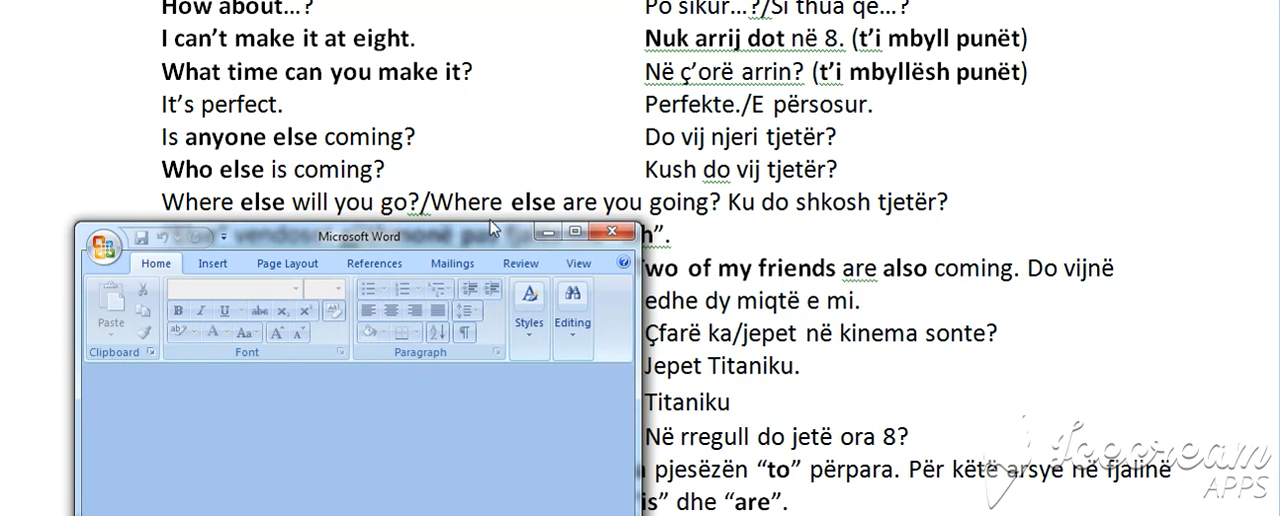 How about…? Po sikur…?/Si thua që…?
I can’t make it at eight. Nuk arrij dot në 8. (t’i mbyll punët)
What time can you make it? Në ç’orë arrin? (t’i mbyllësh punët)
It’s perfect. Perfekte./E përsosur.
Is anyone else coming? Do vij njeri tjetër?
Who else is coming? Kush do vij tjetër?
Where else will you go?/Where else are you going? Ku do shkosh tjetër?
h”.
Microsoft Word
Home Insert Page Layout References Mailings Review View
wo of my friends are also coming. Do vijnë
edhe dy miqtë e mi.
B I U abc x₂ x²
Paste
Aa A A
Styles Editing
Clipboard Font Paragraph
Çfarë ka/jepet në kinema sonte?
Jepet Titaniku.
Titaniku
Në rregull do jetë ora 8?
pjesëzën “to” përpara. Për këtë arsye në fjalinë
is” dhe “are”.
Icecream
APPS